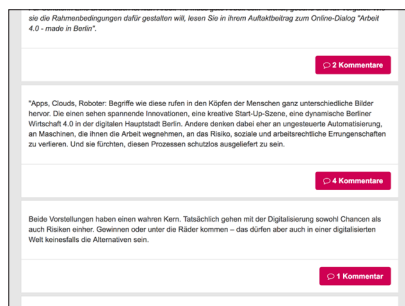 sie die Rahmenbedingungen dafür gestalten will, lesen Sie in ihrem Auftaktbeitrag zum Online-Dialog "Arbeit
4.0 - made in Berlin".
2 Kommentare
"Apps, Clouds, Roboter: Begriffe wie diese rufen in den Köpfen der Menschen ganz unterschiedliche Bilder
hervor. Die einen sehen spannende Innovationen, eine kreative Start-Up-Szene, eine dynamische Berliner
Wirtschaft 4.0 in der digitalen Hauptstadt Berlin. Andere denken dabei eher an ungesteuerte Automatisierung,
an Maschinen, die ihnen die Arbeit wegnehmen, an das Risiko, soziale und arbeitsrechtliche Errungenschaften
zu verlieren. Und sie fürchten, diesen Prozessen schutzlos ausgeliefert zu sein.
4 Kommentare
Beide Vorstellungen haben einen wahren Kern. Tatsächlich gehen mit der Digitalisierung sowohl Chancen als
auch Risiken einher. Gewinnen oder unter die Räder kommen – das dürfen aber auch in einer digitalisierten
Welt keinesfalls die Alternativen sein.
1 Kommentar